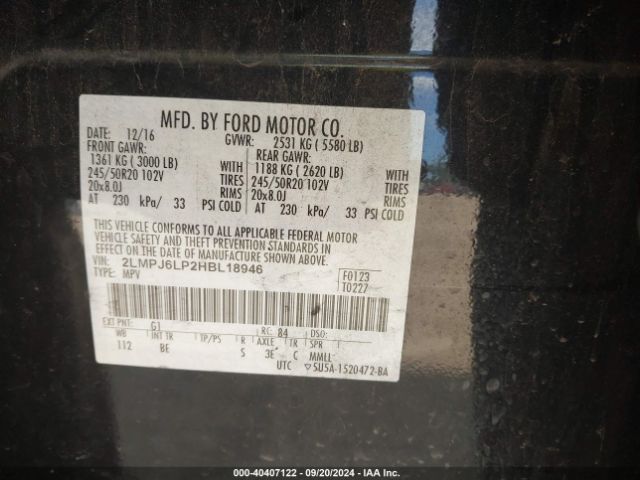 MFD. BY FORD MOTOR CO.
DATE: 12/16 GVWR: 2531 KG ( 5580 LB)
FRONT GAWR: REAR GAWR:
1361 KG ( 3000 LB) WITH 1188 KG ( 2620 LB) WITH
245/50R20 102V TIRES 245/50R20 102V TIRES
20x8.0J RIMS 20x8.0J RIMS
AT 230 kPa/ 33 PSI COLD AT 230 kPa/ 33 PSI COLD
THIS VEHICLE CONFORMS TO ALL APPLICABLE FEDERAL MOTOR
VEHICLE SAFETY AND THEFT PREVENTION STANDARDS IN
EFFECT ON THE DATE OF MANUFACTURE SHOWN ABOVE.
VIN: 2LMPJ6LP2HBL18946 F0123
TYPE: MPV T0227
EXT PNT: G1 RC: 84 DSO:
WB INT TR TP/PS R AXLE TR SPR
112 BE S 3E C MMLL
UTC 5U5A-1520472-BA
000-40407122 - 09/20/2024 - IAA Inc.